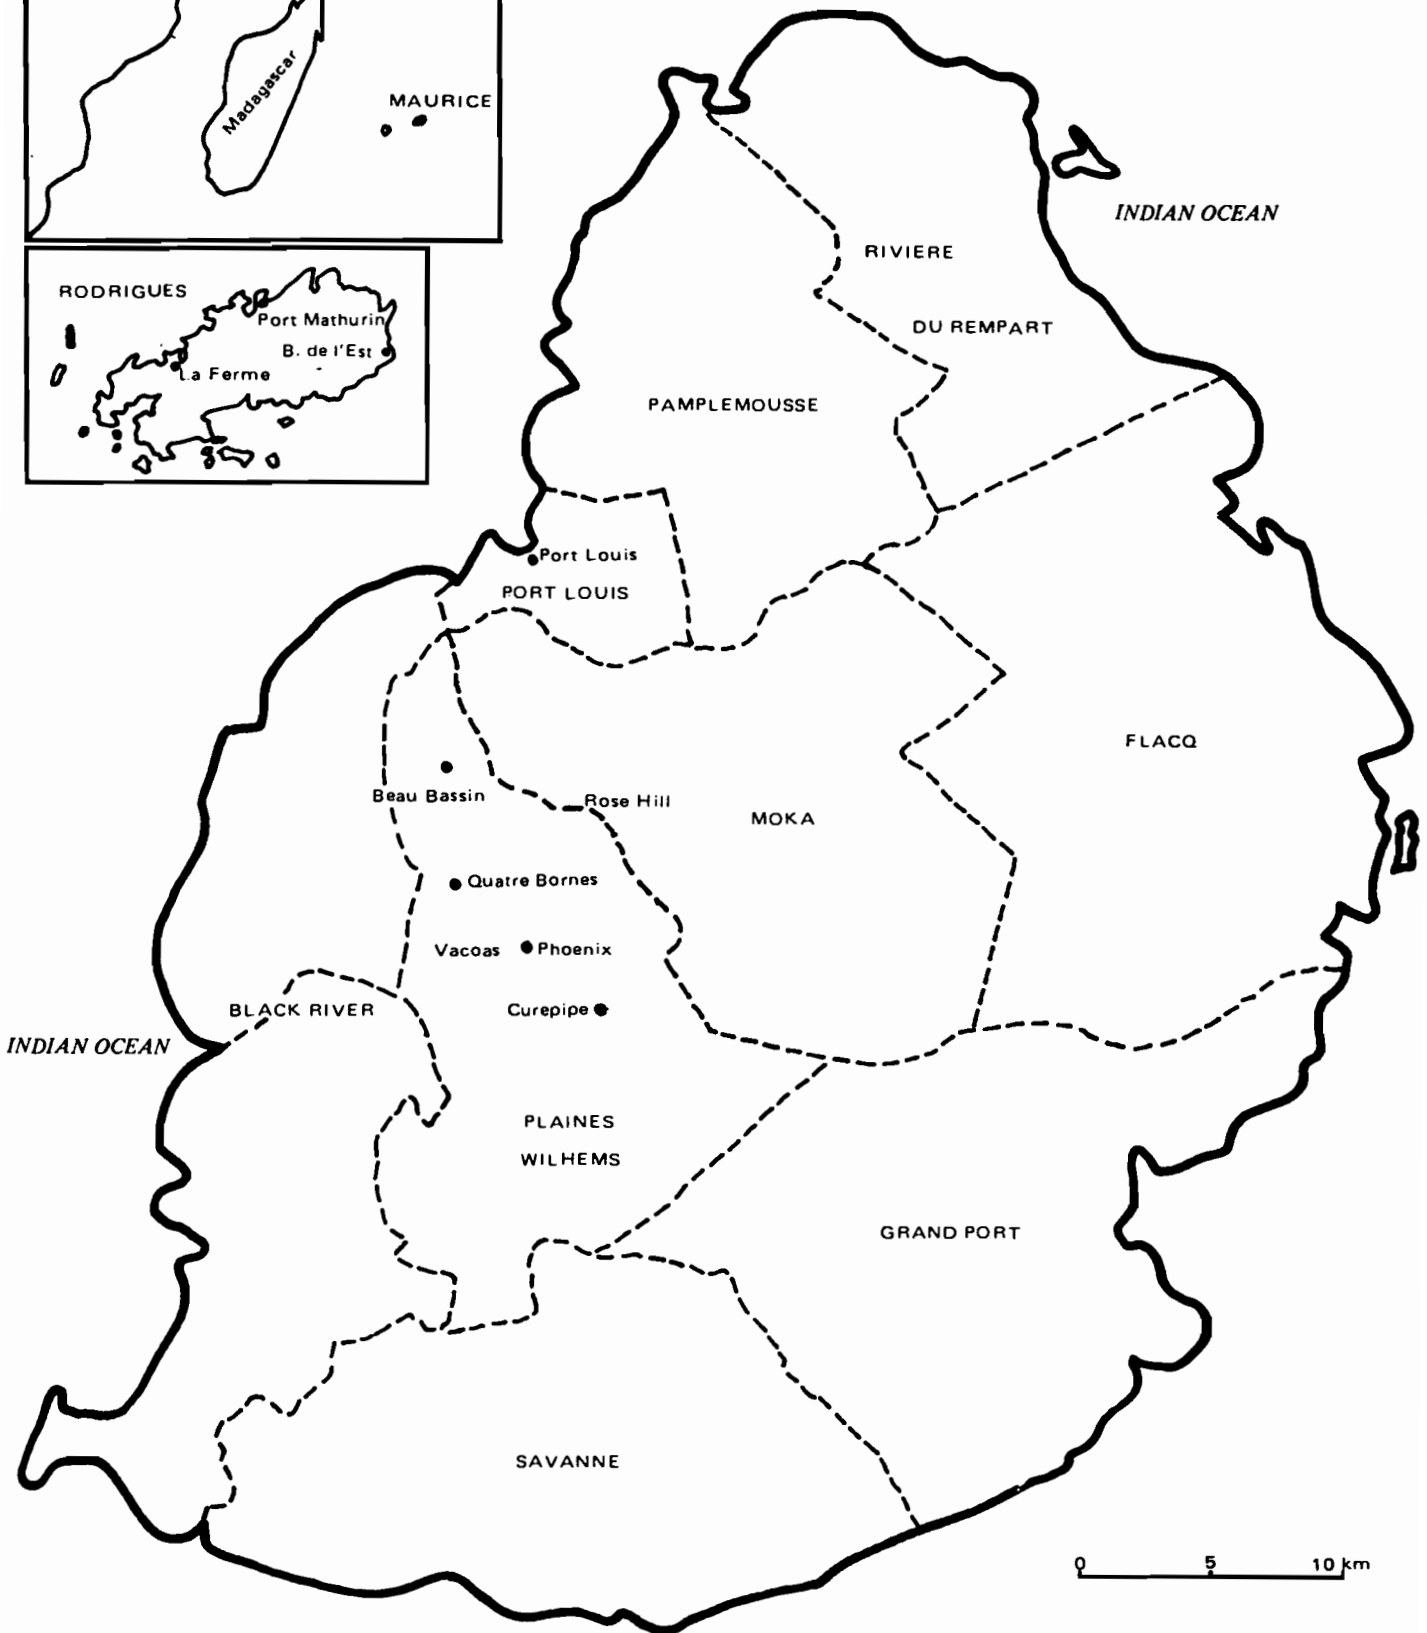 Madagascar
MAURICE
INDIAN OCEAN
RODRIGUES
Port Mathurin
B. de l'Est
La Ferme
RIVIERE
DU REMPART
PAMPLEMOUSSE
Port Louis
PORT LOUIS
FLACQ
Beau Bassin
Rose Hill
MOKA
Quatre Bornes
Vacoas
Phoenix
BLACK RIVER
Curepipe
INDIAN OCEAN
PLAINES
WILHEMS
GRAND PORT
SAVANNE
0 5 10 km